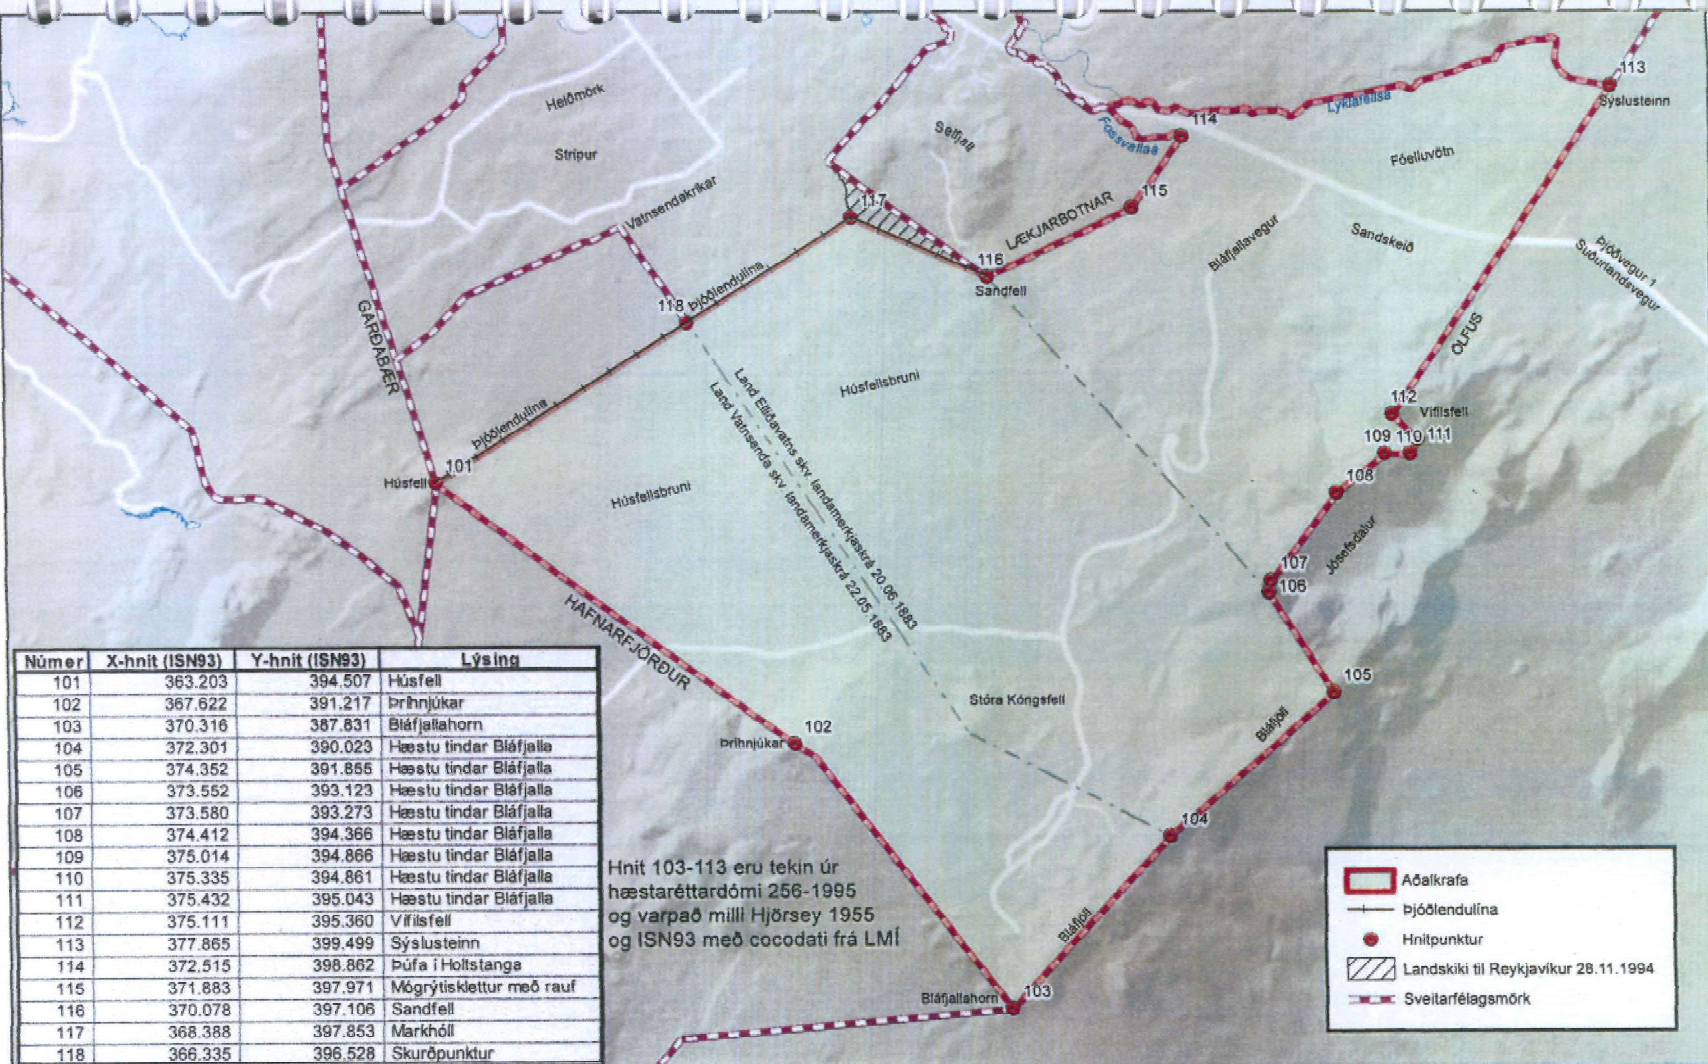 113
Sýslusteinn
Heiðmörk
Lyklafellsá
114
Fossvallaá
Selfjall
Strípur
Fóelluvötn
Vatnsendakrikar
115
117
LÆKJARBOTNAR
Bláfjallavegur
Sandskeið
Þjóðvegur 1
Suðurlandsvegur
116
Sandfell
118
Þjóðlendulína
GARÐABÆR
ÖLFUS
Húsfellsbruni
Land Elliðavatns skv. landamerkjaskrá 20.06.1883
Land Vatnsenda skv. landamerkjaskrá 22.05.1883
112
Vífilsfell
109 110 111
Þjóðlendulína
101
Húsfell
108
Húsfellsbruni
Jósefsdalur
107
106
HAFNARFJÖRÐUR
105
Stóra Kóngsfell
Bláfjöll
102
Þríhnjúkar
104
Bláfjöll
103
Bláfjallahorn
Númer X-hnit (ISN93) Y-hnit (ISN93) Lýsing
101 363.203 394.507 Húsfell
102 367.622 391.217 Þríhnjúkar
103 370.316 387.831 Bláfjallahorn
104 372.301 390.023 Hæstu tindar Bláfjalla
105 374.352 391.855 Hæstu tindar Bláfjalla
106 373.552 393.123 Hæstu tindar Bláfjalla
107 373.580 393.273 Hæstu tindar Bláfjalla
108 374.412 394.366 Hæstu tindar Bláfjalla
109 375.014 394.866 Hæstu tindar Bláfjalla
110 375.335 394.861 Hæstu tindar Bláfjalla
111 375.432 395.043 Hæstu tindar Bláfjalla
112 375.111 395.360 Vífilsfell
113 377.865 399.499 Sýslusteinn
114 372.515 398.862 Þúfa í Holtstanga
115 371.883 397.971 Mógrýtisklettur með rauf
116 370.078 397.106 Sandfell
117 368.388 397.853 Markhóll
118 366.335 396.528 Skurðpunktur
Hnit 103-113 eru tekin úr
hæstaréttardómi 256-1995
og varpað milli Hjörsey 1955
og ISN93 með cocodati frá LMÍ
Aðalkrafa
Þjóðlendulína
Hnitpunktur
Landskiki til Reykjavíkur 28.11.1994
Sveitarfélagsmörk